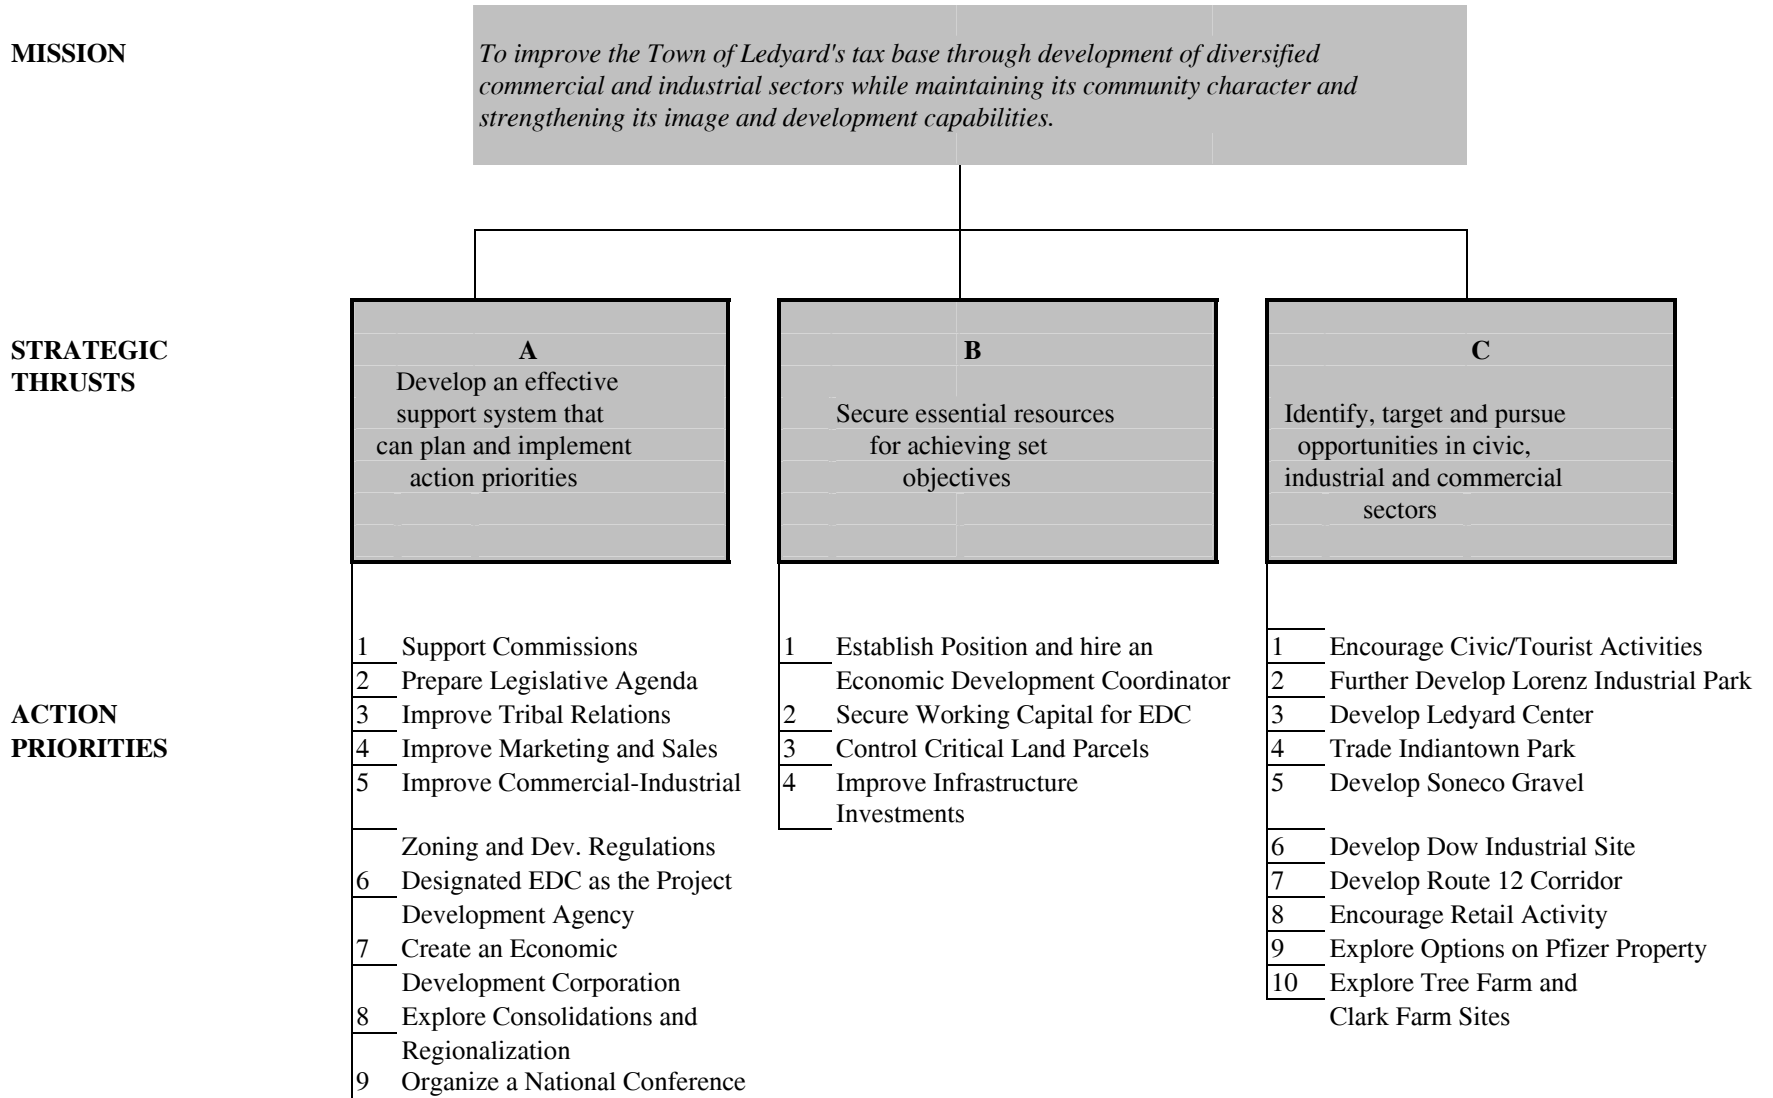 MISSION
To improve the Town of Ledyard's tax base through development of diversified
commercial and industrial sectors while maintaining its community character and
strengthening its image and development capabilities.
STRATEGIC
THRUSTS
A
Develop an effective
support system that
can plan and implement
action priorities
B
Secure essential resources
for achieving set
objectives
C
Identify, target and pursue
opportunities in civic,
industrial and commercial
sectors
ACTION
PRIORITIES
1 Support Commissions
2 Prepare Legislative Agenda
3 Improve Tribal Relations
4 Improve Marketing and Sales
5 Improve Commercial-Industrial
Zoning and Dev. Regulations
6 Designated EDC as the Project
Development Agency
7 Create an Economic
Development Corporation
8 Explore Consolidations and
Regionalization
9 Organize a National Conference
1 Establish Position and hire an
Economic Development Coordinator
2 Secure Working Capital for EDC
3 Control Critical Land Parcels
4 Improve Infrastructure
Investments
1 Encourage Civic/Tourist Activities
2 Further Develop Lorenz Industrial Park
3 Develop Ledyard Center
4 Trade Indiantown Park
5 Develop Soneco Gravel
6 Develop Dow Industrial Site
7 Develop Route 12 Corridor
8 Encourage Retail Activity
9 Explore Options on Pfizer Property
10 Explore Tree Farm and
Clark Farm Sites